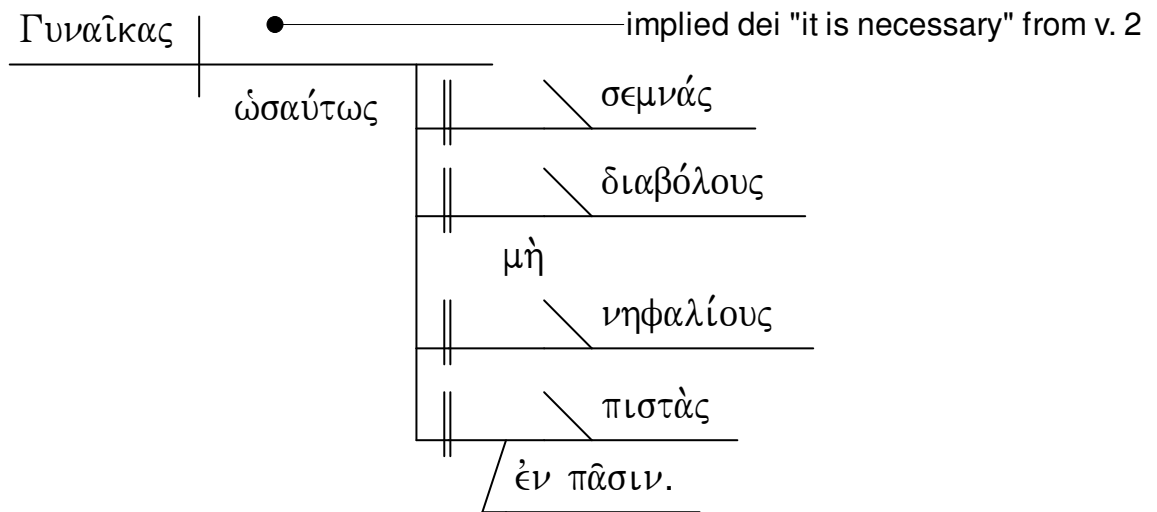 Γυναῖκας
implied dei "it is necessary" from v. 2
ὡσαύτως
σεμνάς
διαβόλους
μὴ
νηφαλίους
πιστὰς
ἐν πᾶσιν.